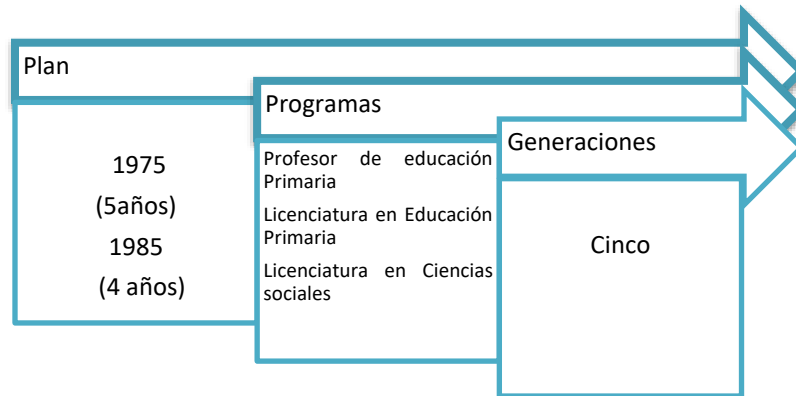 Plan
1975
(5años)
1985
(4 años)
Programas
Profesor de educación
Primaria
Licenciatura en Educación
Primaria
Licenciatura en Ciencias
sociales
Generaciones
Cinco